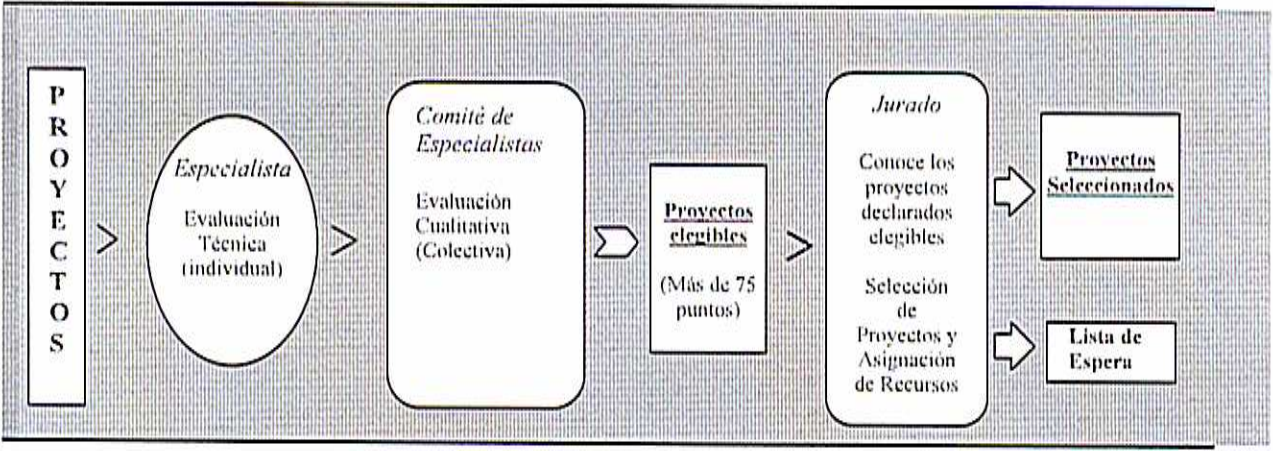 PROYECTOS
Especialista
Evaluación
Técnica
(individual)
Comité de
Especialistas
Evaluación
Cualitativa
(Colectiva)
Proyectos
elegibles
(Más de 75
puntos)
Jurado
Conoce los
proyectos
declarados
elegibles
Selección
de
Proyectos y
Asignación
de Recursos
Proyectos
Seleccionados
Lista de
Espera